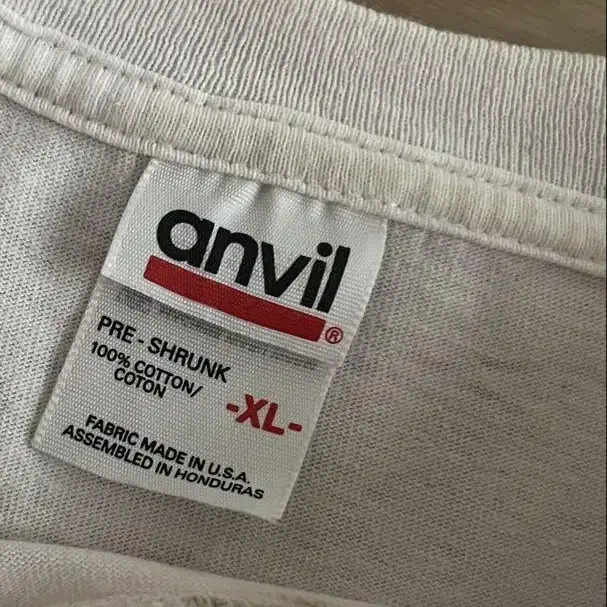 anvil
®
PRE - SHRUNK
100% COTTON/
COTON
-XL-
FABRIC MADE IN U.S.A.
ASSEMBLED IN HONDURAS